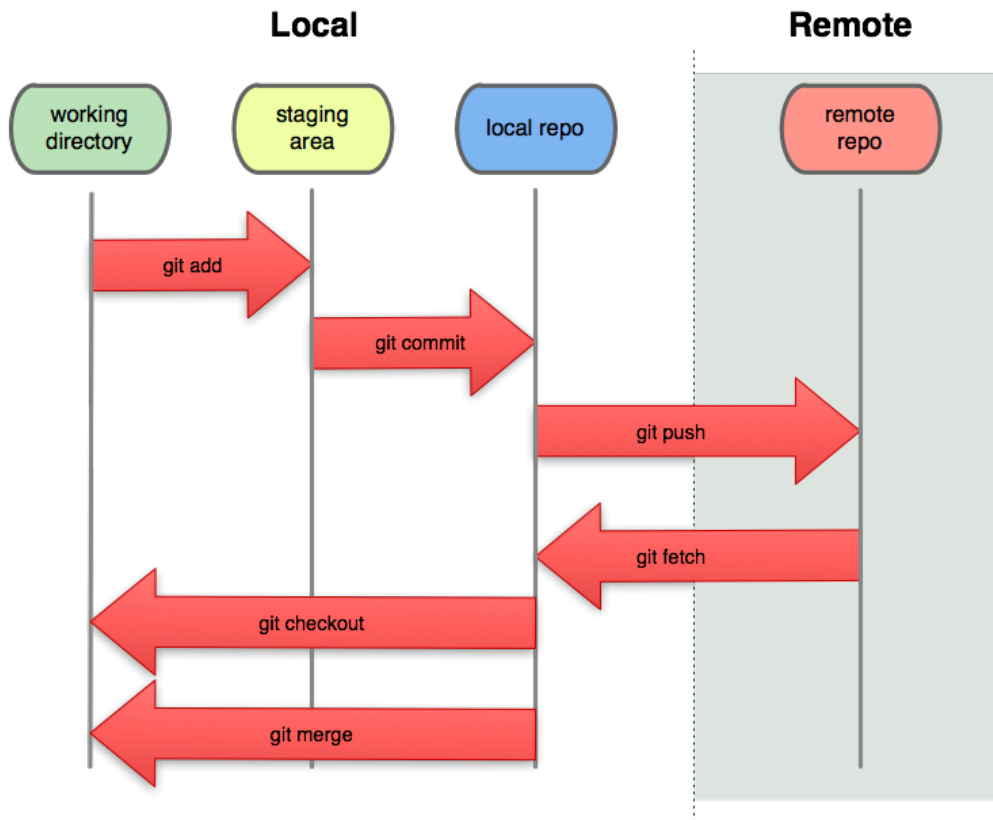 Local
Remote
working
directory
staging
area
local repo
remote
repo
git add
git commit
git push
git fetch
git checkout
git merge